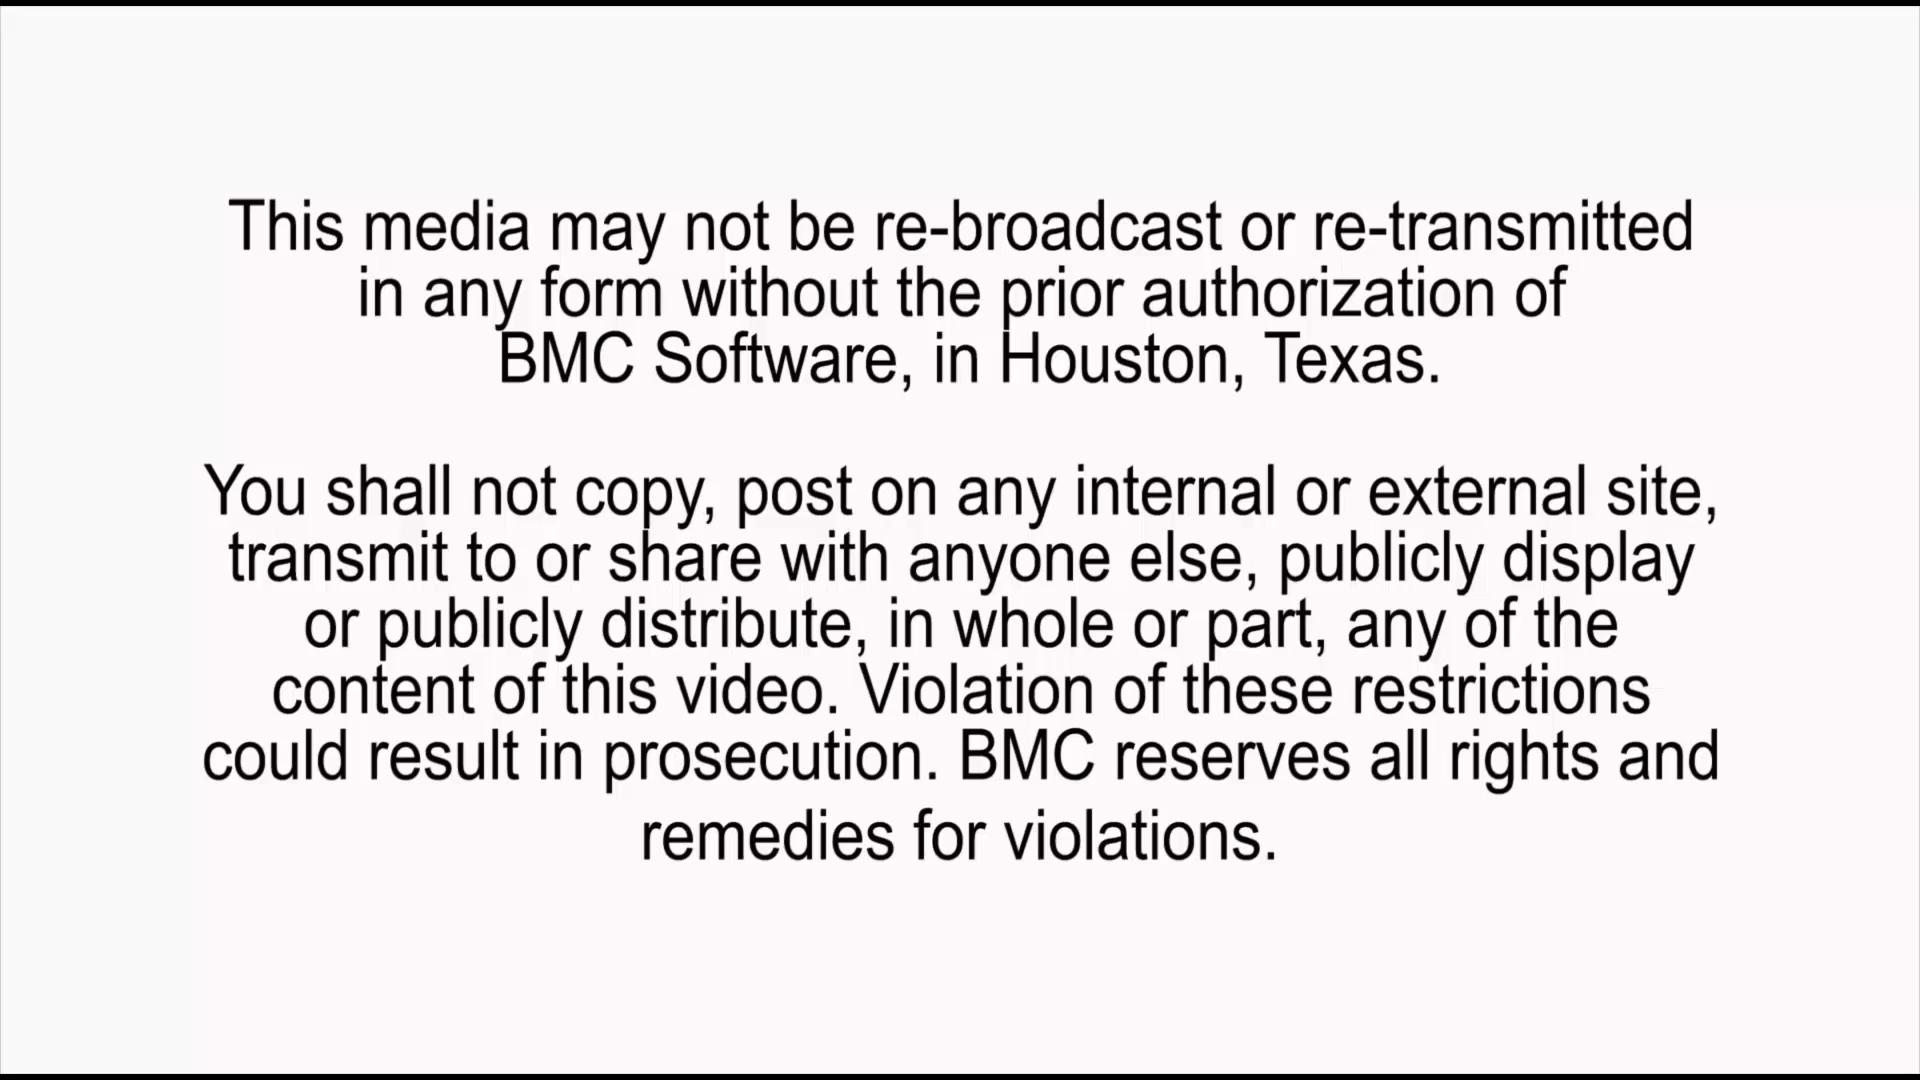 This media may not be re-broadcast or re-transmitted
in any form without the prior authorization of
BMC Software, in Houston, Texas.
You shall not copy, post on any internal or external site,
transmit to or share with anyone else, publicly display
or publicly distribute, in whole or part, any of the
content of this video. Violation of these restrictions
could result in prosecution. BMC reserves all rights and
remedies for violations.